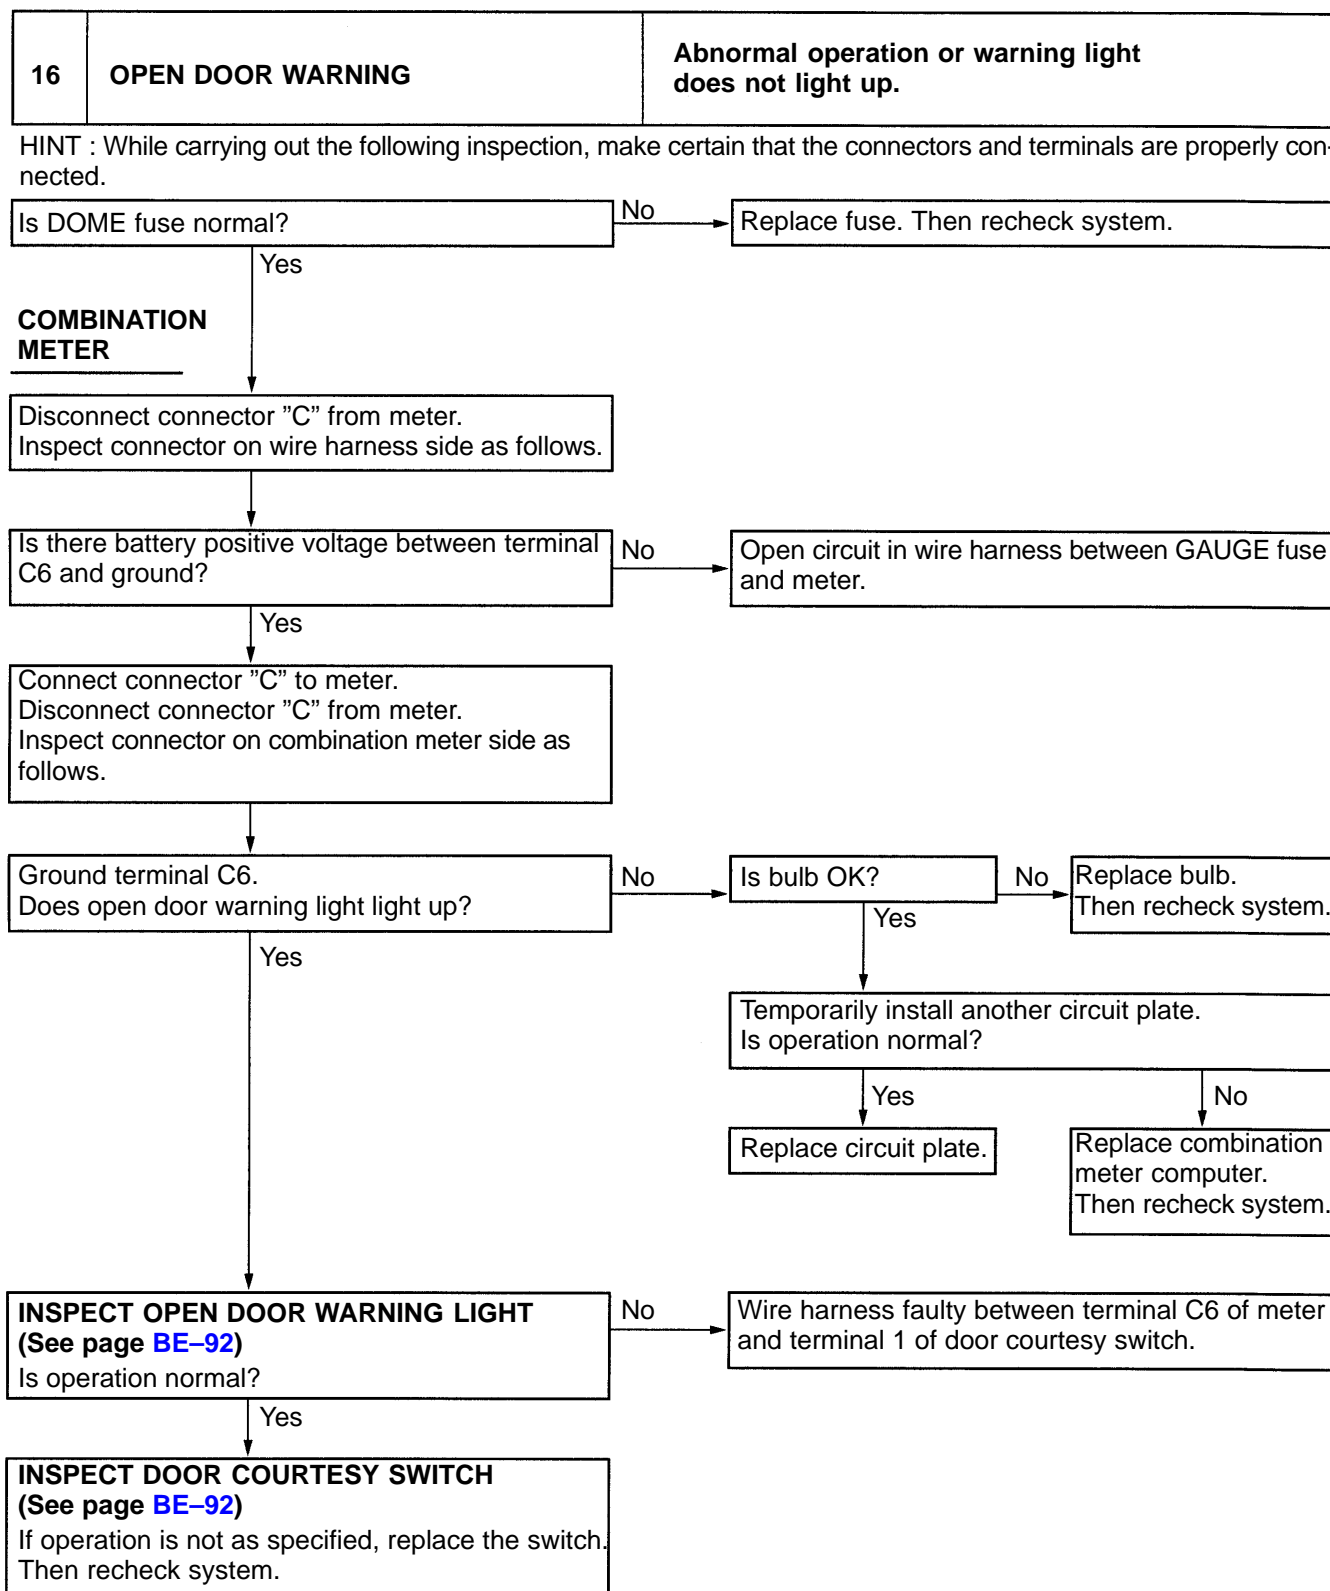 16
OPEN DOOR WARNING
Abnormal operation or warning light
does not light up.
HINT : While carrying out the following inspection, make certain that the connectors and terminals are properly con-
nected.
Is DOME fuse normal?
No
Replace fuse. Then recheck system.
Yes
COMBINATION
METER
Disconnect connector ”C” from meter.
Inspect connector on wire harness side as follows.
Is there battery positive voltage between terminal
C6 and ground?
No
Open circuit in wire harness between GAUGE fuse
and meter.
Yes
Connect connector ”C” to meter.
Disconnect connector ”C” from meter.
Inspect connector on combination meter side as
follows.
Ground terminal C6.
Does open door warning light light up?
No
Is bulb OK?
No
Replace bulb.
Then recheck system.
Yes
Yes
Temporarily install another circuit plate.
Is operation normal?
Yes
No
Replace circuit plate.
Replace combination
meter computer.
Then recheck system.
INSPECT OPEN DOOR WARNING LIGHT
(See page BE–92)
Is operation normal?
No
Wire harness faulty between terminal C6 of meter
and terminal 1 of door courtesy switch.
Yes
INSPECT DOOR COURTESY SWITCH
(See page BE–92)
If operation is not as specified, replace the switch.
Then recheck system.